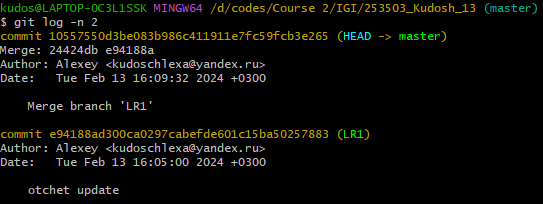 kudos@LAPTOP-0C3L1SSK MINGW64 /d/codes/Course 2/IGI/253503_Kudosh_13 (master)
$ git log -n 2
commit 10557550d3be083b986c411911e7fc59fcb3e265 (HEAD -> master)
Merge: 24424db e94188a
Author: Alexey <kudoschlexa@yandex.ru>
Date:   Tue Feb 13 16:09:32 2024 +0300
    Merge branch 'LR1'
commit e94188ad300ca0297cabefde601c15ba50257883 (LR1)
Author: Alexey <kudoschlexa@yandex.ru>
Date:   Tue Feb 13 16:05:00 2024 +0300
    otchet update